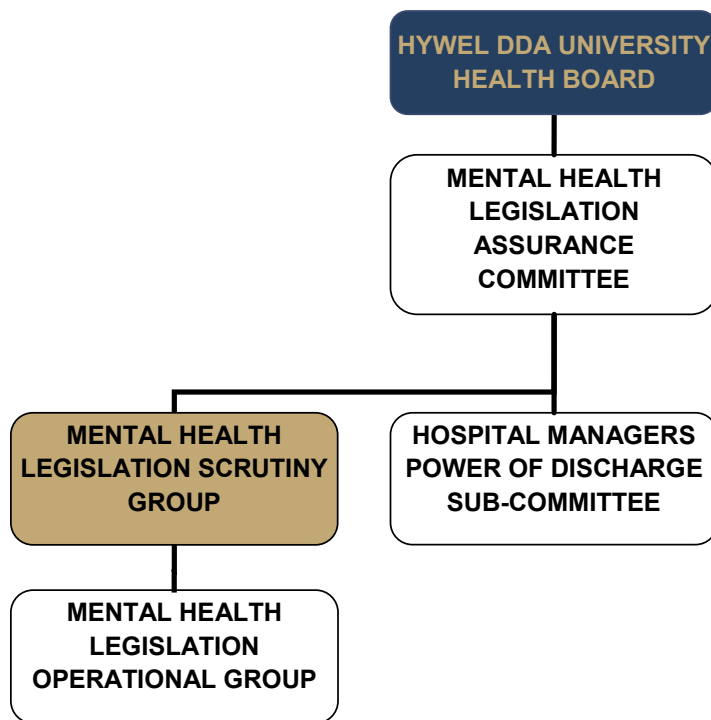 HYWEL DDA UNIVERSITY
HEALTH BOARD
MENTAL HEALTH
LEGISLATION
ASSURANCE
COMMITTEE
MENTAL HEALTH
LEGISLATION SCRUTINY
GROUP
HOSPITAL MANAGERS
POWER OF DISCHARGE
SUB-COMMITTEE
MENTAL HEALTH
LEGISLATION
OPERATIONAL GROUP